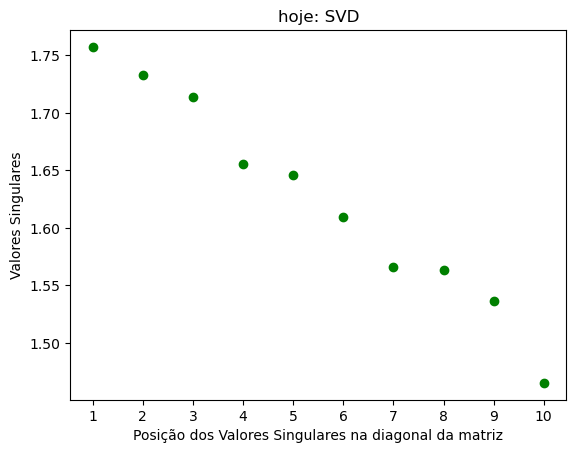 hoje: SVD
Valores Singulares
1.75
1.70
1.65
1.60
1.55
1.50
1 2 3 4 5 6 7 8 9 10
Posição dos Valores Singulares na diagonal da matriz